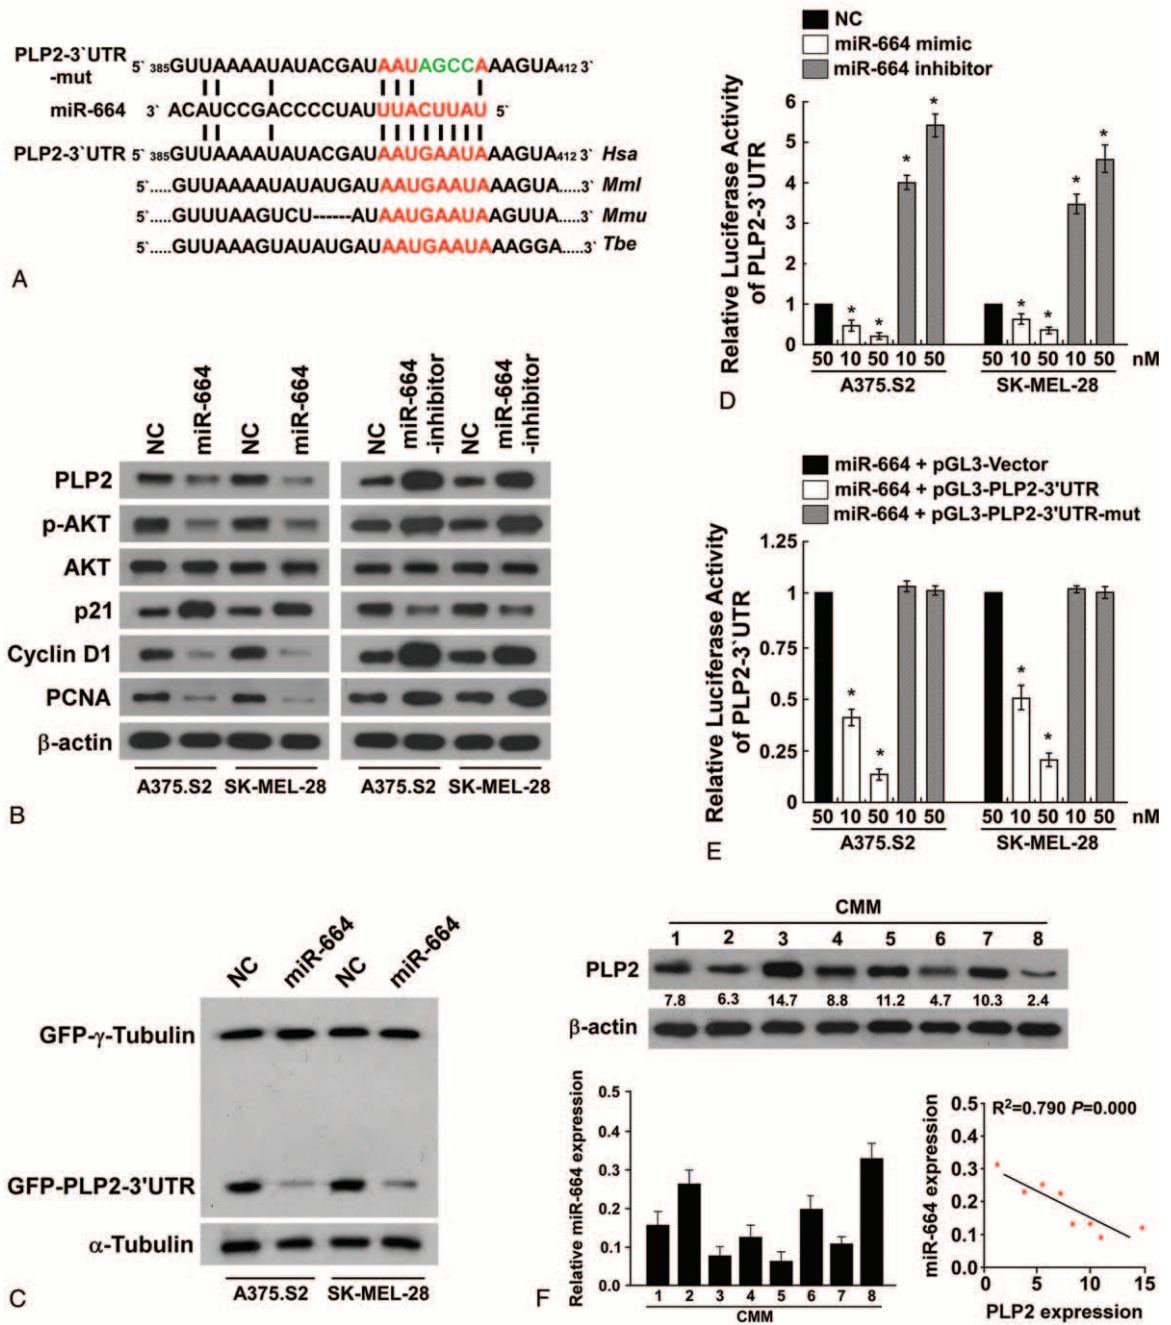 PLP2-3`UTR
-mut
5` 385GUUAAAAUAUACGAUAAUAGCCAAAGUA412 3`
miR-664 3` ACAUCCGACCCCUAUUUACUUAU 5`
PLP2-3`UTR 5` 385GUUAAAAUAUACGAUAAUGAAUAAAGUA412 3` Hsa
5`.....GUUAAAAUAUAUGAUAAUGAAUAAAGUA.....3` Mml
5`.....GUUUAAGUCU------AUAAUGAAUAAGUUA.....3` Mmu
5`.....GUUAAAGUAUAUGAUAAUGAAUAAAGGA.....3` Tbe
A
NC miR-664 NC miR-664 NC miR-664 -inhibitor NC miR-664 -inhibitor
PLP2
p-AKT
AKT
p21
Cyclin D1
PCNA
β-actin
A375.S2 SK-MEL-28 A375.S2 SK-MEL-28
B
NC miR-664 NC miR-664
GFP-γ-Tubulin
GFP-PLP2-3'UTR
α-Tubulin
A375.S2 SK-MEL-28
C
NC
miR-664 mimic
miR-664 inhibitor
Relative Luciferase Activity
of PLP2-3`UTR
6
5
4
3
2
1
0
50 10 50 10 50 50 10 50 10 50 nM
A375.S2 SK-MEL-28
D
miR-664 + pGL3-Vector
miR-664 + pGL3-PLP2-3'UTR
miR-664 + pGL3-PLP2-3'UTR-mut
Relative Luciferase Activity
of PLP2-3`UTR
1.25
1
0.75
0.5
0.25
0
50 10 50 10 50 50 10 50 10 50 nM
A375.S2 SK-MEL-28
E
CMM
1 2 3 4 5 6 7 8
PLP2
7.8 6.3 14.7 8.8 11.2 4.7 10.3 2.4
β-actin
Relative miR-664 expression
0.5
0.4
0.3
0.2
0.1
0
1 2 3 4 5 6 7 8
CMM
miR-664 expression
R²=0.790 P=0.000
0.5
0.4
0.3
0.2
0.1
0.0
0 5 10 15
PLP2 expression
F